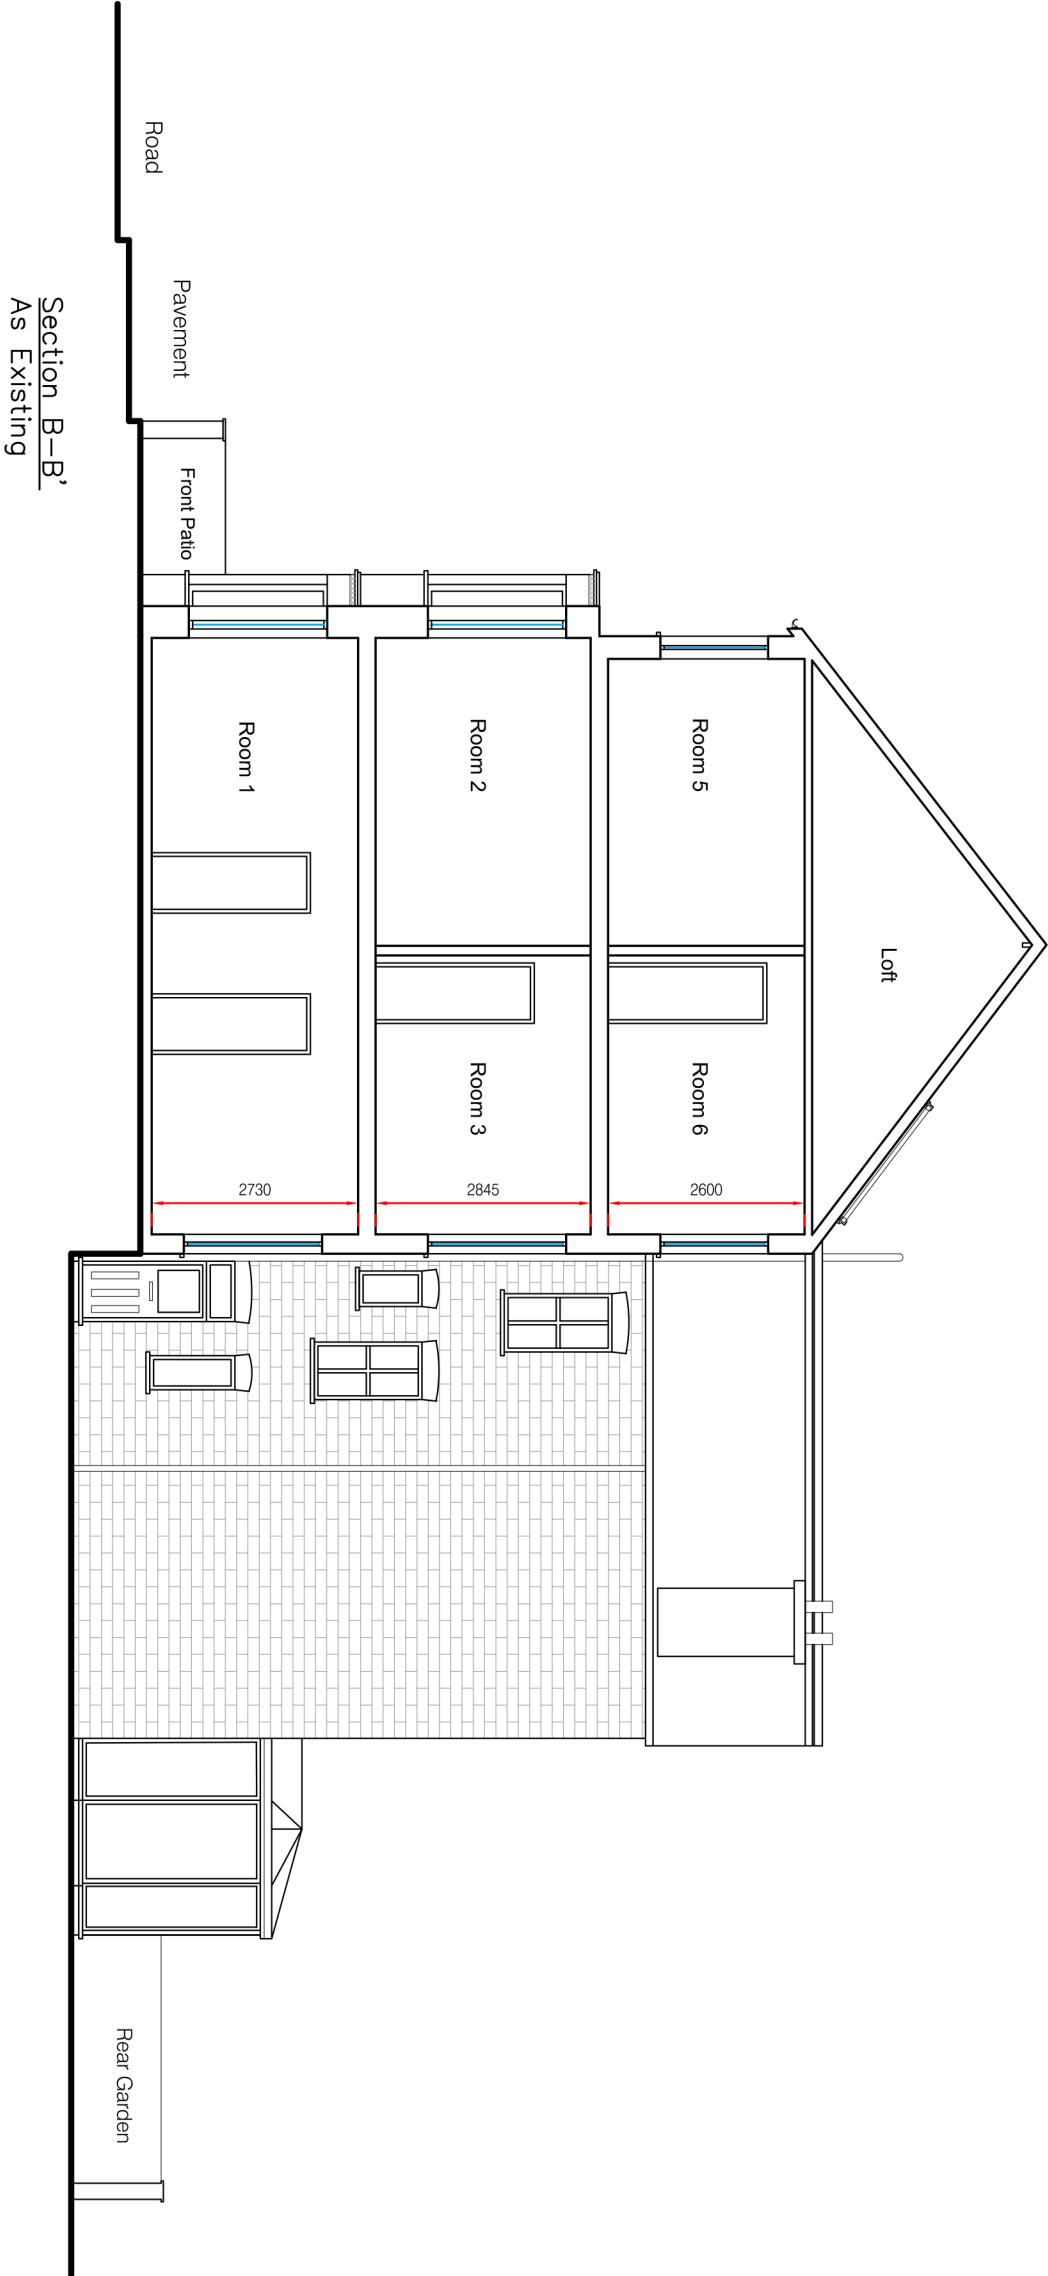 Loft
Room 5
Room 6
2600
Room 2
Room 3
2845
Room 1
2730
Front Patio
Pavement
Road
Rear Garden
Section B-B'
As Existing